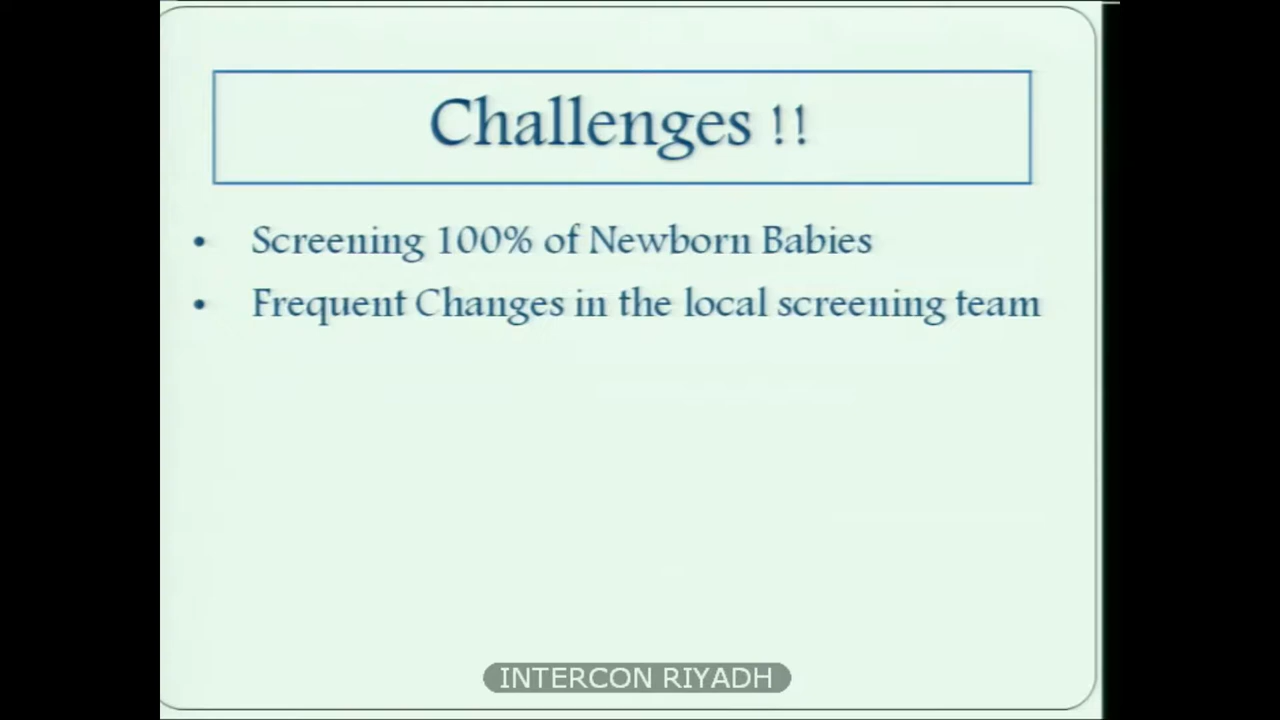 Challenges !!
• Screening 100% of Newborn Babies
• Frequent Changes in the local screening team
INTERCON RIYADH